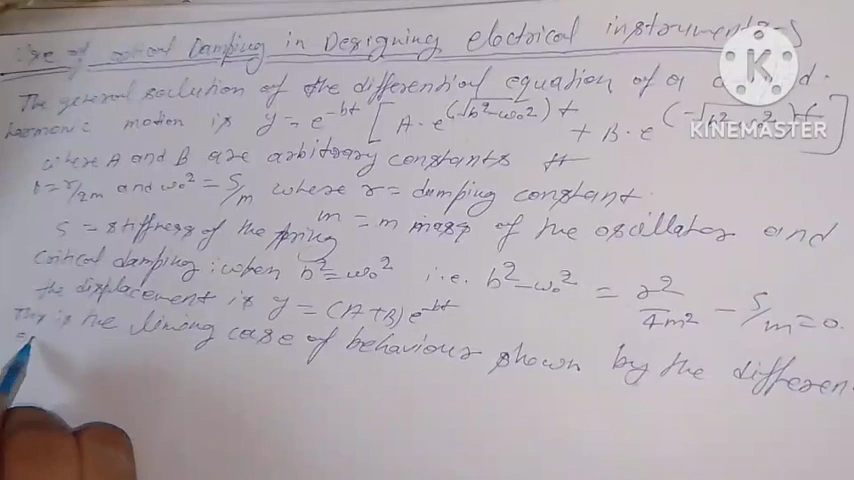 Use of critical Damping in Designing electrical instruments
The general solution of the differential equation of a
harmonic motion is y = e^-bt [ A · e^(√b²-ω₀²)t + B · e^(-√b²-ω₀²)t ]
where A and B are arbitrary constants
b = r/2m and ω₀² = S/m where r = damping constant.
m = m mass of the oscillator and
S = stiffness of the spring
Critical damping: when b² = ω₀² i.e. b² - ω₀² = r²/4m² - S/m = 0.
the displacement is y = (A+B) e^-bt
This is the liming case of behaviour shown by the differen
K
KINEMASTER